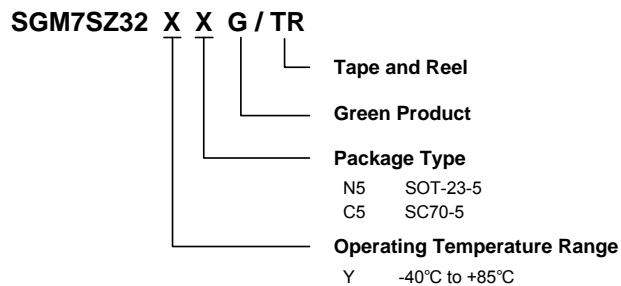 SGM7SZ32 X X G / TR
Tape and Reel
Green Product
Package Type
N5 SOT-23-5
C5 SC70-5
Operating Temperature Range
Y -40℃ to +85℃